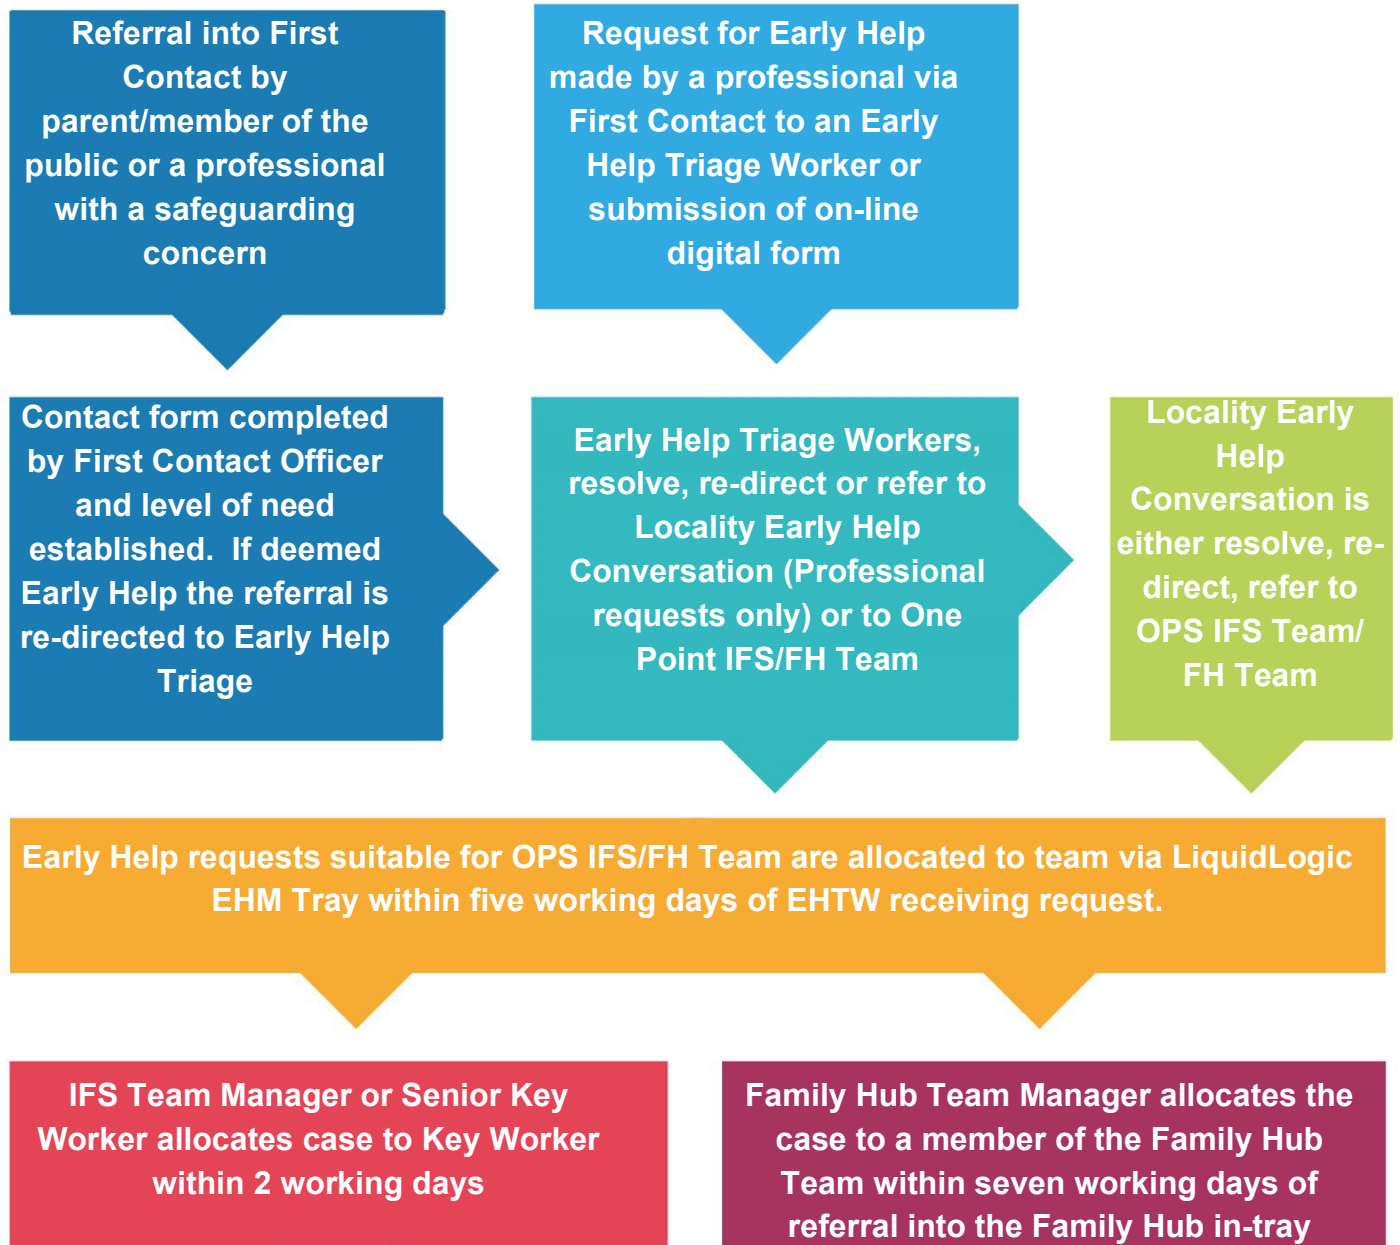 Referral into First
Contact by
parent/member of the
public or a professional
with a safeguarding
concern
Request for Early Help
made by a professional via
First Contact to an Early
Help Triage Worker or
submission of on-line
digital form
Contact form completed
by First Contact Officer
and level of need
established.  If deemed
Early Help the referral is
re-directed to Early Help
Triage
Early Help Triage Workers,
resolve, re-direct or refer to
Locality Early Help
Conversation (Professional
requests only) or to One
Point IFS/FH Team
Locality Early
Help
Conversation is
either resolve, re-
direct, refer to
OPS IFS Team/
FH Team
Early Help requests suitable for OPS IFS/FH Team are allocated to team via LiquidLogic
EHM Tray within five working days of EHTW receiving request.
IFS Team Manager or Senior Key
Worker allocates case to Key Worker
within 2 working days
Family Hub Team Manager allocates the
case to a member of the Family Hub
Team within seven working days of
referral into the Family Hub in-tray